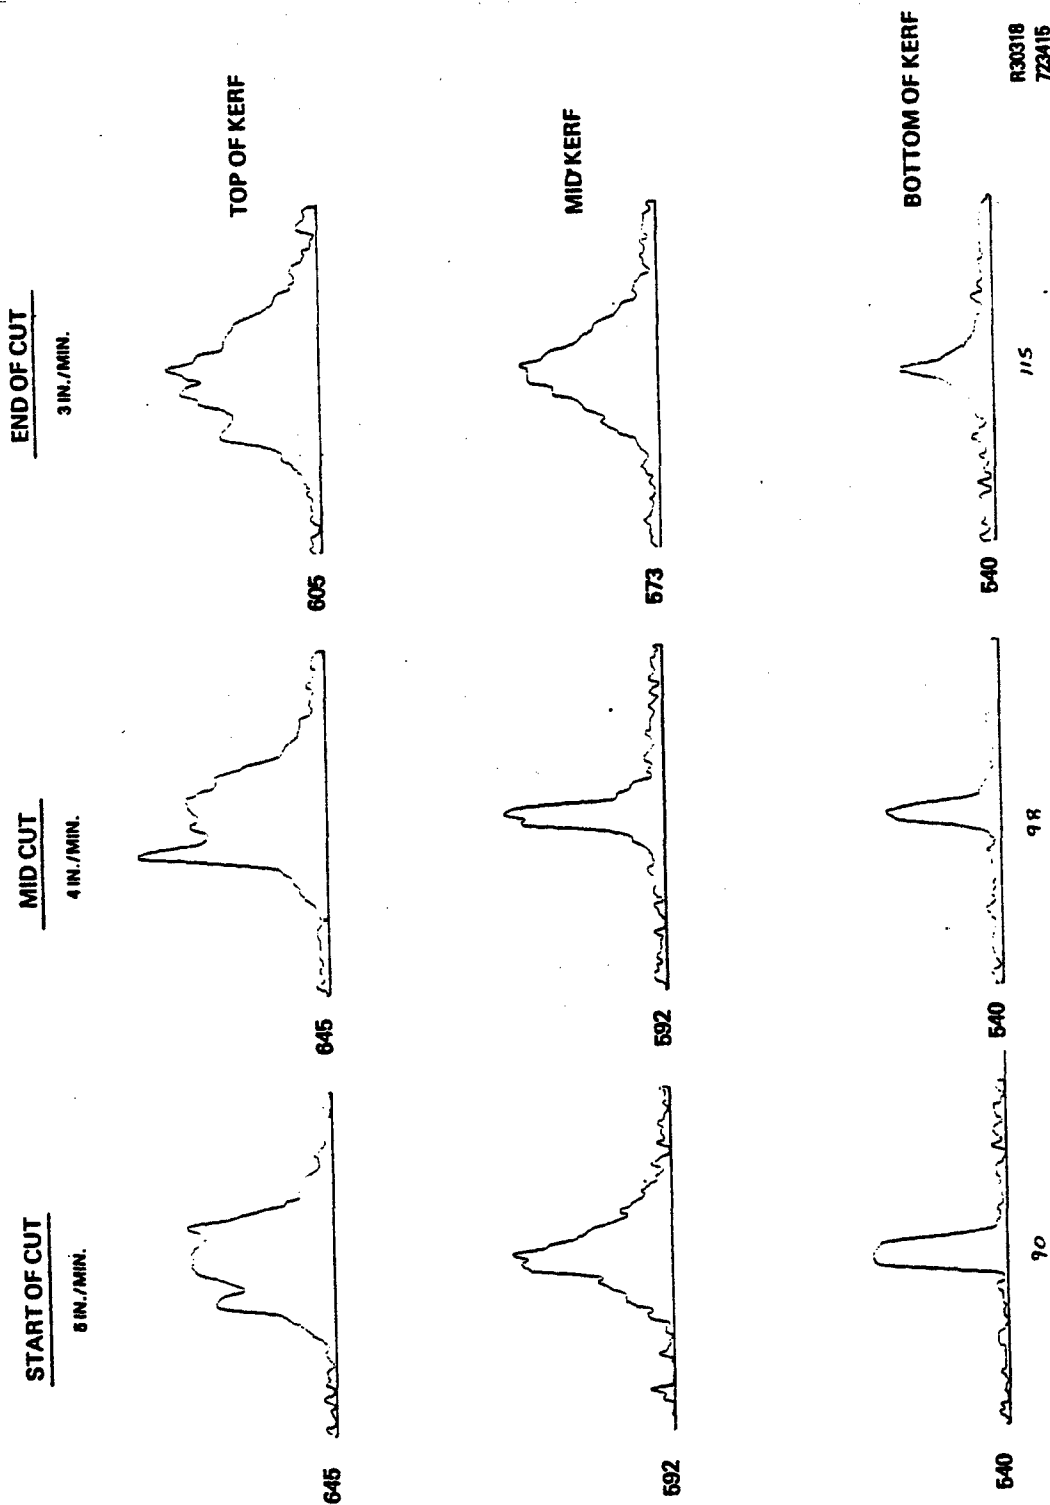 START OF CUT
5 IN./MIN.
MID CUT
4 IN./MIN.
END OF CUT
3 IN./MIN.
645
645
605
TOP OF KERF
592
592
573
MID KERF
540
540
540
BOTTOM OF KERF
90
98
115
R30318
723415